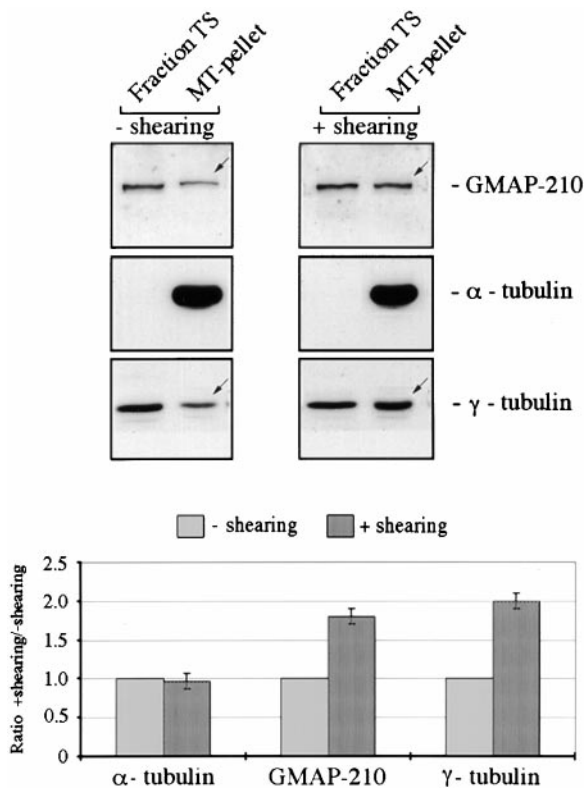 Fraction TS
MT-pellet
Fraction TS
MT-pellet
- shearing
+ shearing
- GMAP-210
- α - tubulin
- γ - tubulin
- shearing
+ shearing
Ratio +shearing/-shearing
2.5
2.0
1.5
1.0
0.5
0
α- tubulin
GMAP-210
γ- tubulin